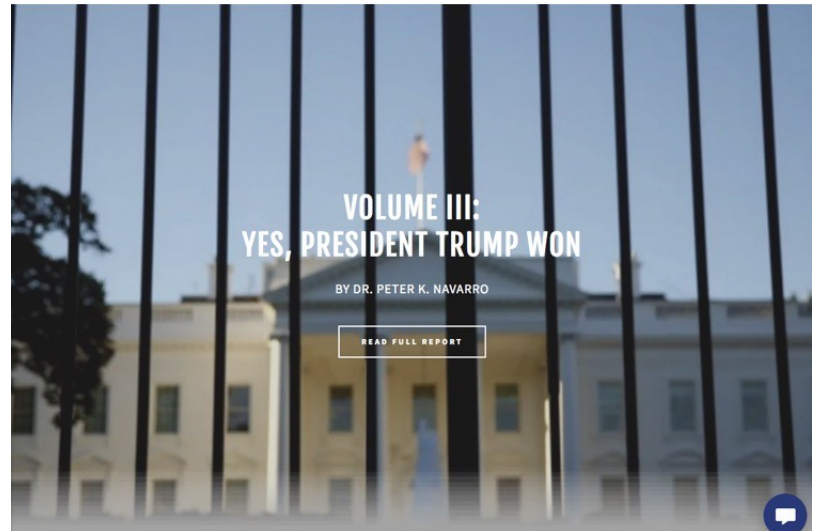 VOLUME III:
YES, PRESIDENT TRUMP WON
BY DR. PETER K. NAVARRO
READ FULL REPORT